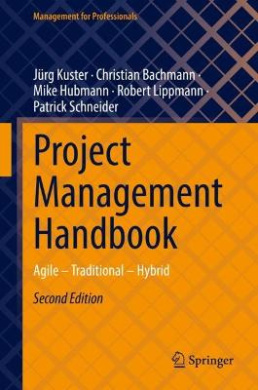 Management for Professionals
Jürg Kuster · Christian Bachmann ·
Mike Hubmann · Robert Lippmann ·
Patrick Schneider
Project
Management
Handbook
Agile – Traditional – Hybrid
Second Edition
Springer